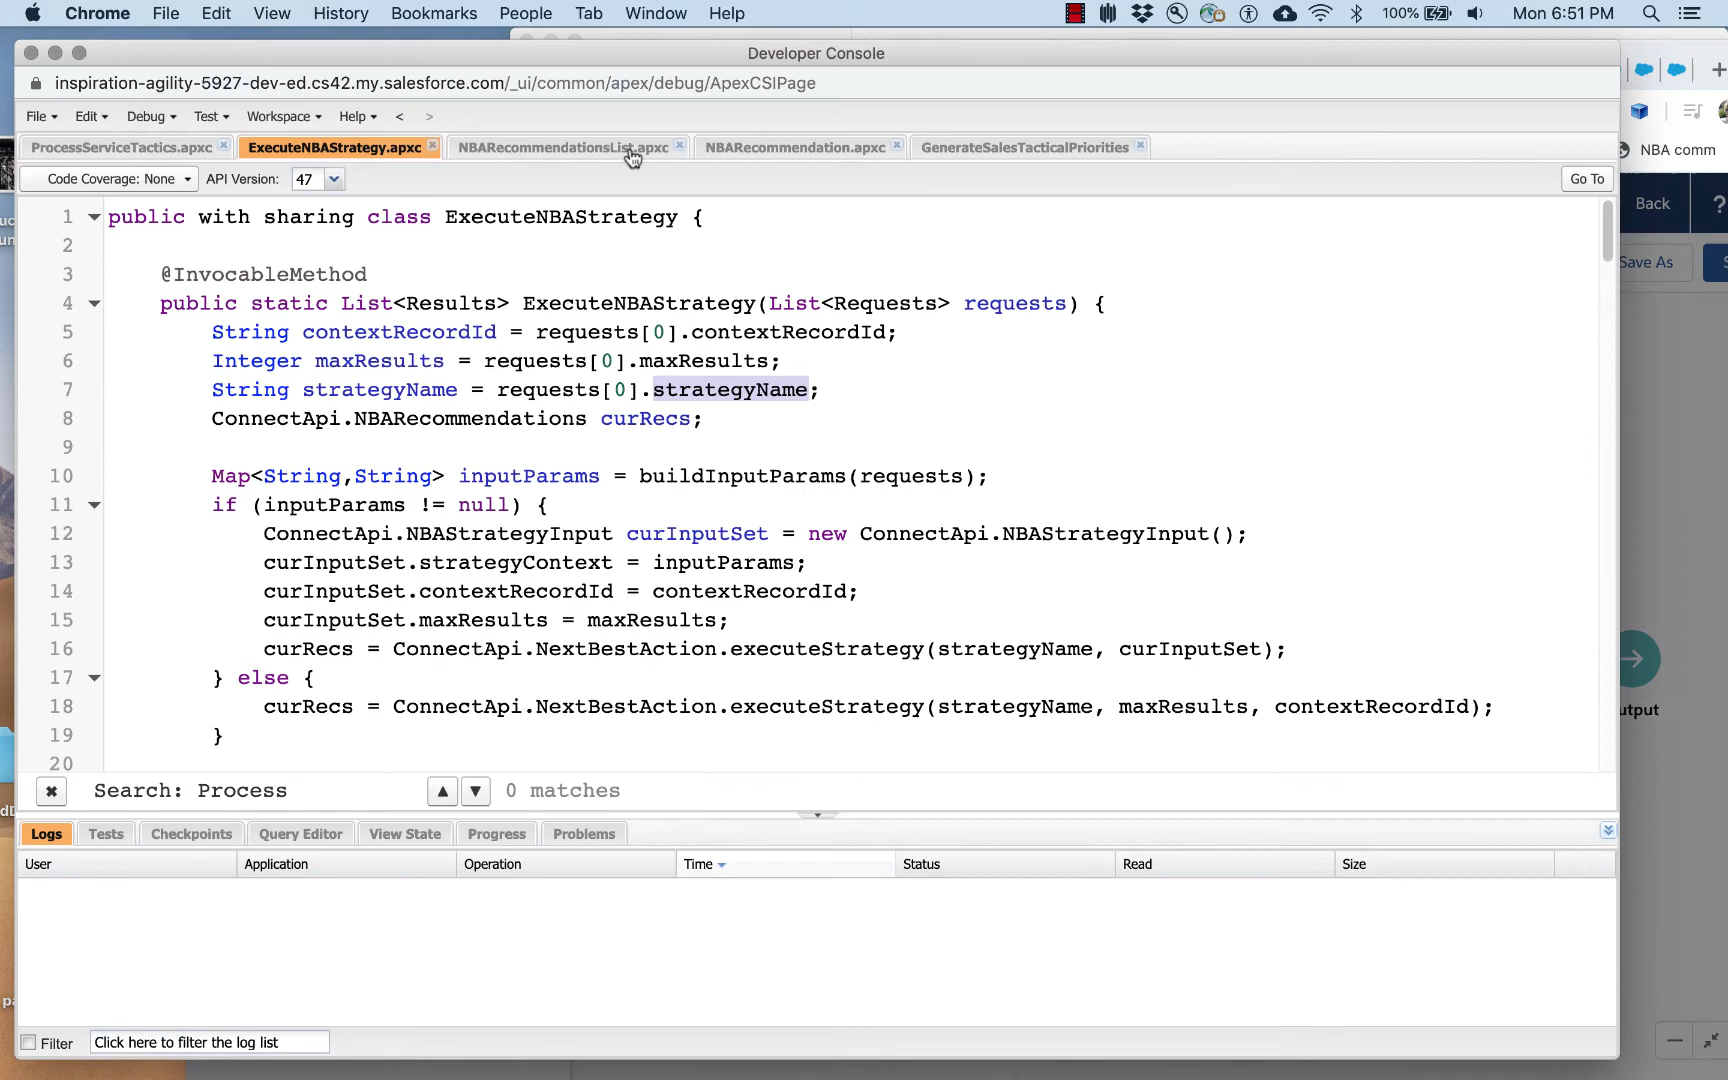 Chrome File Edit View History Bookmarks People Tab Window Help 100% Mon 6:51 PM
Developer Console
inspiration-agility-5927-dev-ed.cs42.my.salesforce.com/_ui/common/apex/debug/ApexCSIPage
File Edit Debug Test Workspace Help < >
ProcessServiceTactics.apxc ExecuteNBAStrategy.apxc NBARecommendationsList.apxc NBARecommendation.apxc GenerateSalesTacticalPriorities
NBA comm
Code Coverage: None API Version: 47 Go To
Back ?
Save As
1 public with sharing class ExecuteNBAStrategy {
2
3 @InvocableMethod
4 public static List<Results> ExecuteNBAStrategy(List<Requests> requests) {
5 String contextRecordId = requests[0].contextRecordId;
6 Integer maxResults = requests[0].maxResults;
7 String strategyName = requests[0].strategyName;
8 ConnectApi.NBARecommendations curRecs;
9
10 Map<String,String> inputParams = buildInputParams(requests);
11 if (inputParams != null) {
12 ConnectApi.NBAStrategyInput curInputSet = new ConnectApi.NBAStrategyInput();
13 curInputSet.strategyContext = inputParams;
14 curInputSet.contextRecordId = contextRecordId;
15 curInputSet.maxResults = maxResults;
16 curRecs = ConnectApi.NextBestAction.executeStrategy(strategyName, curInputSet);
17 } else {
18 curRecs = ConnectApi.NextBestAction.executeStrategy(strategyName, maxResults, contextRecordId);
19 }
20
utput
Search: Process 0 matches
Logs Tests Checkpoints Query Editor View State Progress Problems
User Application Operation Time Status Read Size
Filter Click here to filter the log list